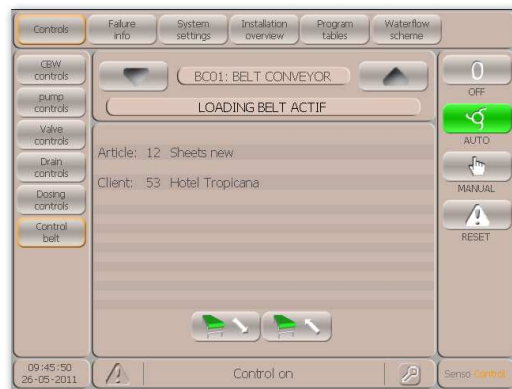 Controls
Failure info
System settings
Installation overview
Program tables
Waterflow scheme
CBW controls
pump controls
Valve controls
Drain controls
Dosing controls
Control belt
BC01: BELT CONVEYOR
LOADING BELT ACTIF
Article: 12 Sheets new
Client: 53 Hotel Tropicana
0
OFF
AUTO
MANUAL
RESET
09:45:50
26-05-2011
Control on
Senso Control